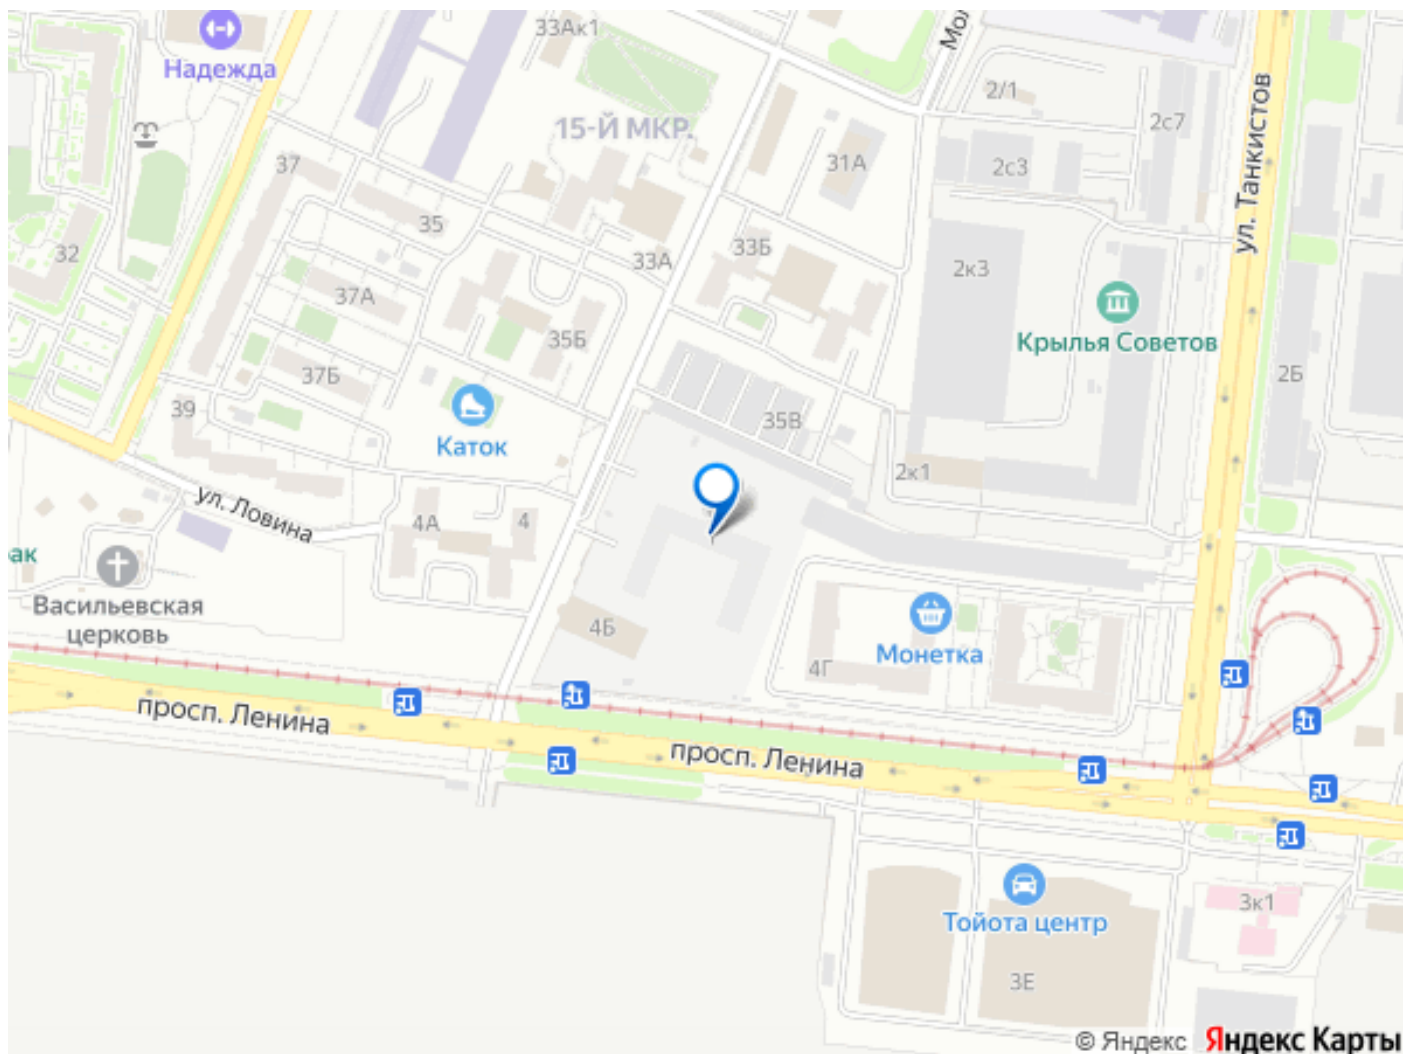 33Ак1
Надежда
Мол
2/1
2с7
15-Й МКР.
37
31А
2с3
ул. Танкистов
35
32
33А
33Б
2к3
37А
Крылья Советов
35Б
37Б
2Б
39
35В
Каток
2к1
ул. Ловина
4А
4
ак
Васильевская
церковь
4Б
Монетка
4Г
просп. Ленина
просп. Ленина
3к1
Тойота центр
3Е
© Яндекс Яндекс Карты